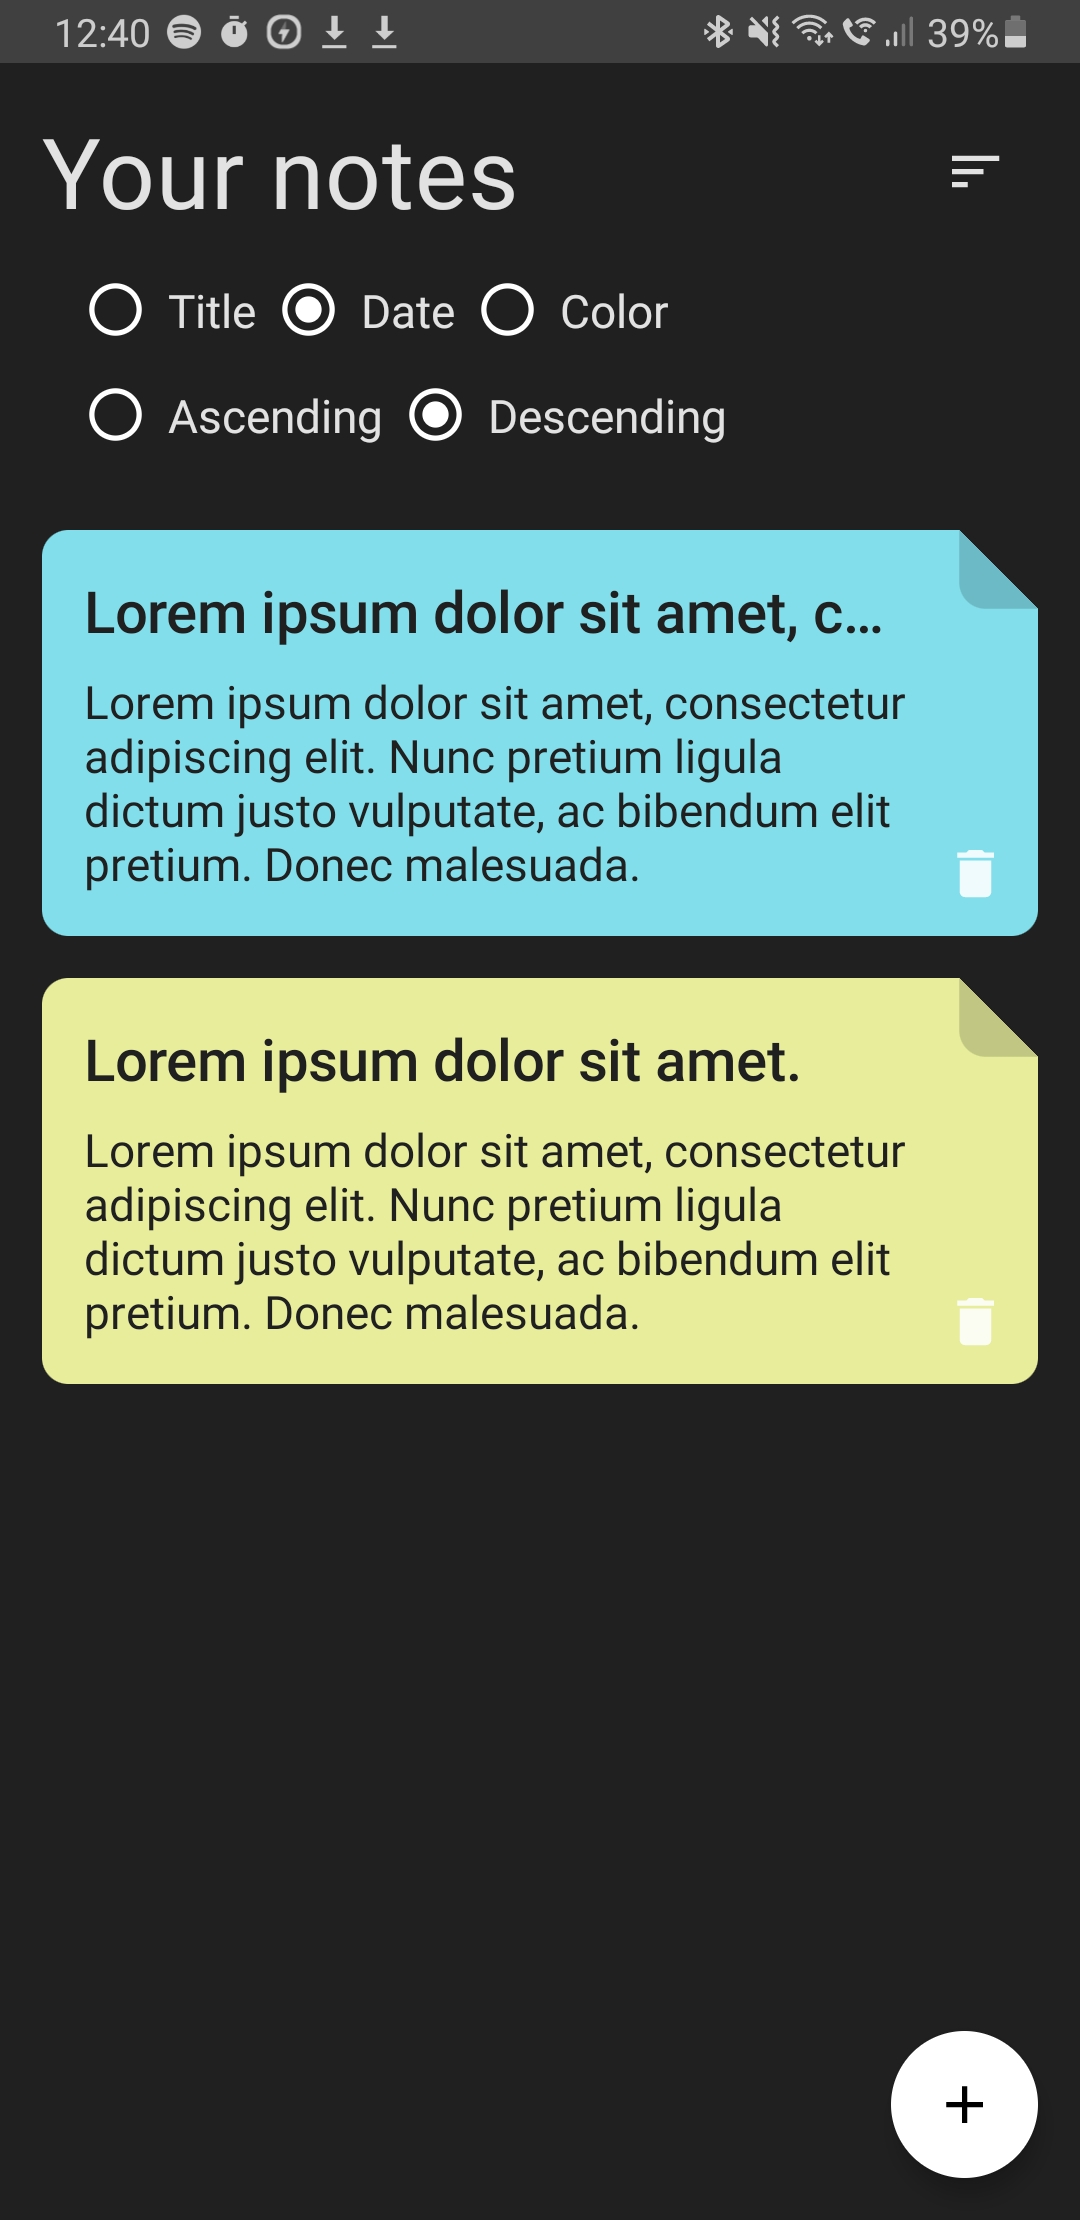 12:40 39%
Your notes
Title Date Color
Ascending Descending
Lorem ipsum dolor sit amet, c...
Lorem ipsum dolor sit amet, consectetur
adipiscing elit. Nunc pretium ligula
dictum justo vulputate, ac bibendum elit
pretium. Donec malesuada.
Lorem ipsum dolor sit amet.
Lorem ipsum dolor sit amet, consectetur
adipiscing elit. Nunc pretium ligula
dictum justo vulputate, ac bibendum elit
pretium. Donec malesuada.